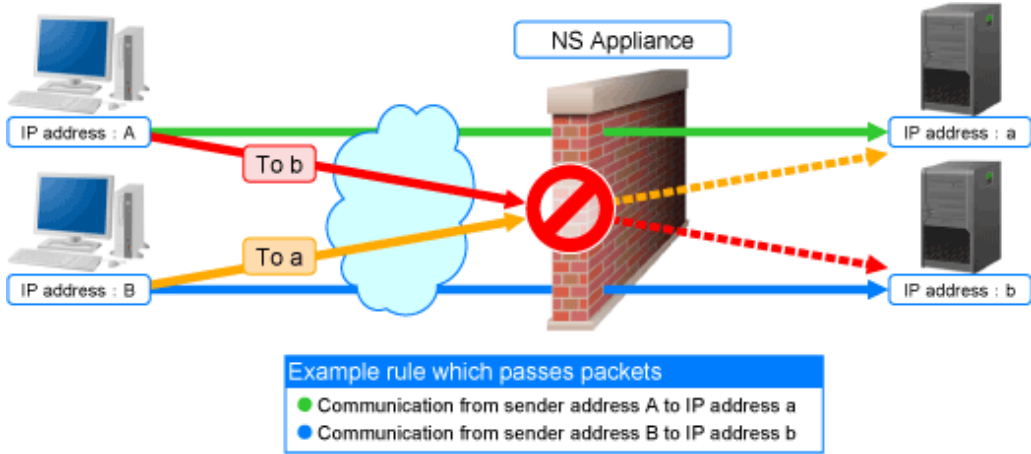 NS Appliance
IP address : A
IP address : a
To b
To a
IP address : B
IP address : b
Example rule which passes packets
● Communication from sender address A to IP address a
● Communication from sender address B to IP address b